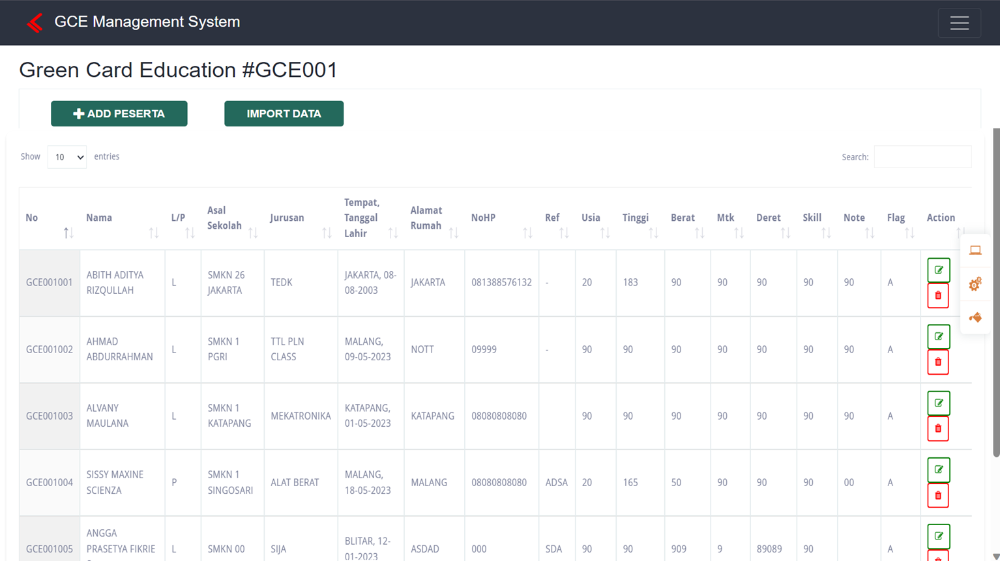 GCE Management System
Green Card Education #GCE001
ADD PESERTA
IMPORT DATA
Show 10 entries
Search:
No Nama L/P Asal Sekolah Jurusan Tempat, Tanggal Lahir Alamat Rumah NoHP Ref Usia Tinggi Berat Mtk Deret Skill Note Flag Action
GCE001001 ABITH ADITYA RIZQULLAH L SMKN 26 JAKARTA TEDK JAKARTA, 08-08-2003 JAKARTA 081388576132 - 20 183 90 90 90 90 90 A
GCE001002 AHMAD ABDURRAHMAN L SMKN 1 PGRI TTL PLN CLASS MALANG, 09-05-2023 NOTT 09999 - 90 90 90 90 90 90 90 A
GCE001003 ALVANY MAULANA L SMKN 1 KATAPANG MEKATRONIKA KATAPANG, 01-05-2023 KATAPANG 08080808080 90 90 90 90 90 90 90 A
GCE001004 SISSY MAXINE SCIENZA P SMKN 1 SINGOSARI ALAT BERAT MALANG, 18-05-2023 MALANG 08080808080 ADSA 20 165 50 90 90 90 00 A
GCE001005 ANGGA PRASETYA FIKRIE L SMKN 00 SIJA BLITAR, 12-01-2023 ASDAD 000 SDA 90 90 909 9 89089 90 A